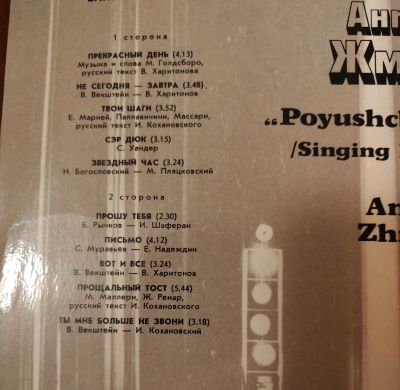 1 сторона
ПРЕКРАСНЫЙ ДЕНЬ (4.13)
Музыка и слова М. Голдсборо,
русский текст В. Харитонова
НЕ СЕГОДНЯ — ЗАВТРА (3.48)
В. Векштейн — В. Харитонов
ТВОИ ШАГИ (3.52)
Е. Марней, Паллавичини, Массари,
русский текст И. Кохановского
СЭР ДЮК (3.15)
С. Уандер
ЗВЕЗДНЫЙ ЧАС (3.24)
Н. Богословский — М. Пляцковский
2 сторона
ПРОШУ ТЕБЯ (2.30)
Б. Рычков — И. Шаферан
ПИСЬМО (4.12)
С. Муравьев — Е. Надеждин
ВОТ И ВСЕ (3.24)
В. Векштейн — В. Харитонов
ПРОЩАЛЬНЫЙ ТОСТ (5.44)
М. Маллери, Ж. Ренар,
русский текст И. Кохановского
ТЫ МНЕ БОЛЬШЕ НЕ ЗВОНИ (3.18)
В. Векштейн — И. Кохановский
Анг
Жм
„Poyushch
/Singing
An
Zh